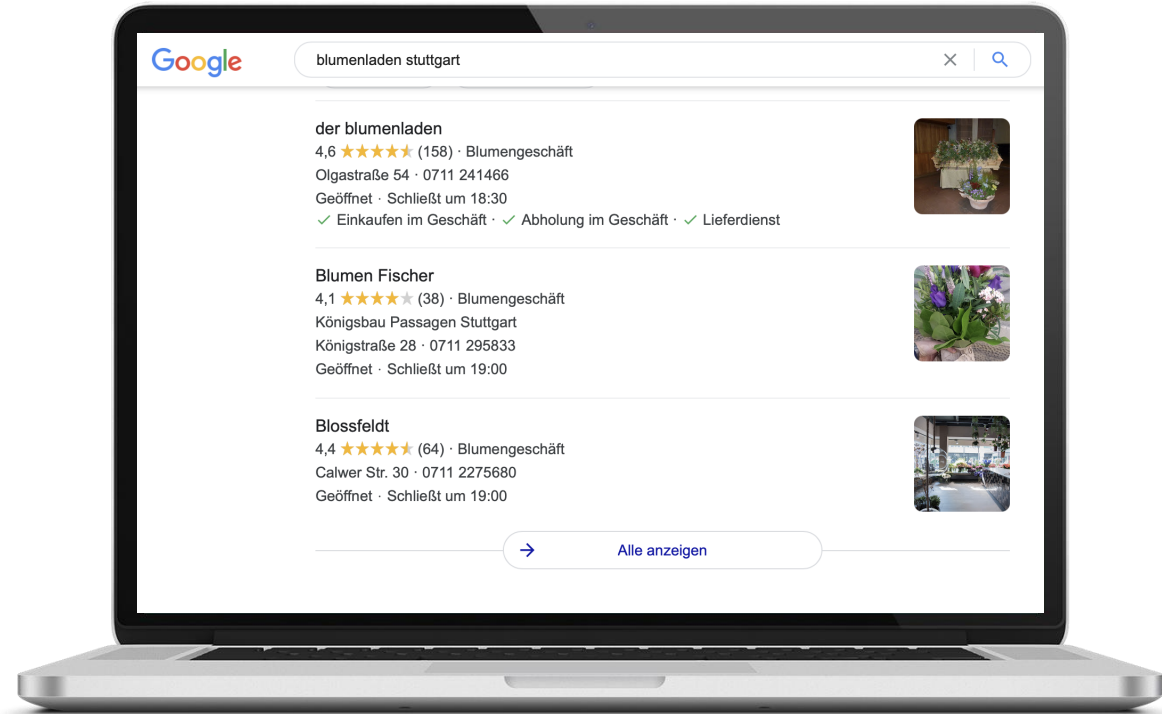 Google
blumenladen stuttgart
der blumenladen
4,6 (158) · Blumengeschäft
Olgastraße 54 · 0711 241466
Geöffnet · Schließt um 18:30
Einkaufen im Geschäft · Abholung im Geschäft · Lieferdienst
Blumen Fischer
4,1 (38) · Blumengeschäft
Königsbau Passagen Stuttgart
Königstraße 28 · 0711 295833
Geöffnet · Schließt um 19:00
Blossfeldt
4,4 (64) · Blumengeschäft
Calwer Str. 30 · 0711 2275680
Geöffnet · Schließt um 19:00
Alle anzeigen